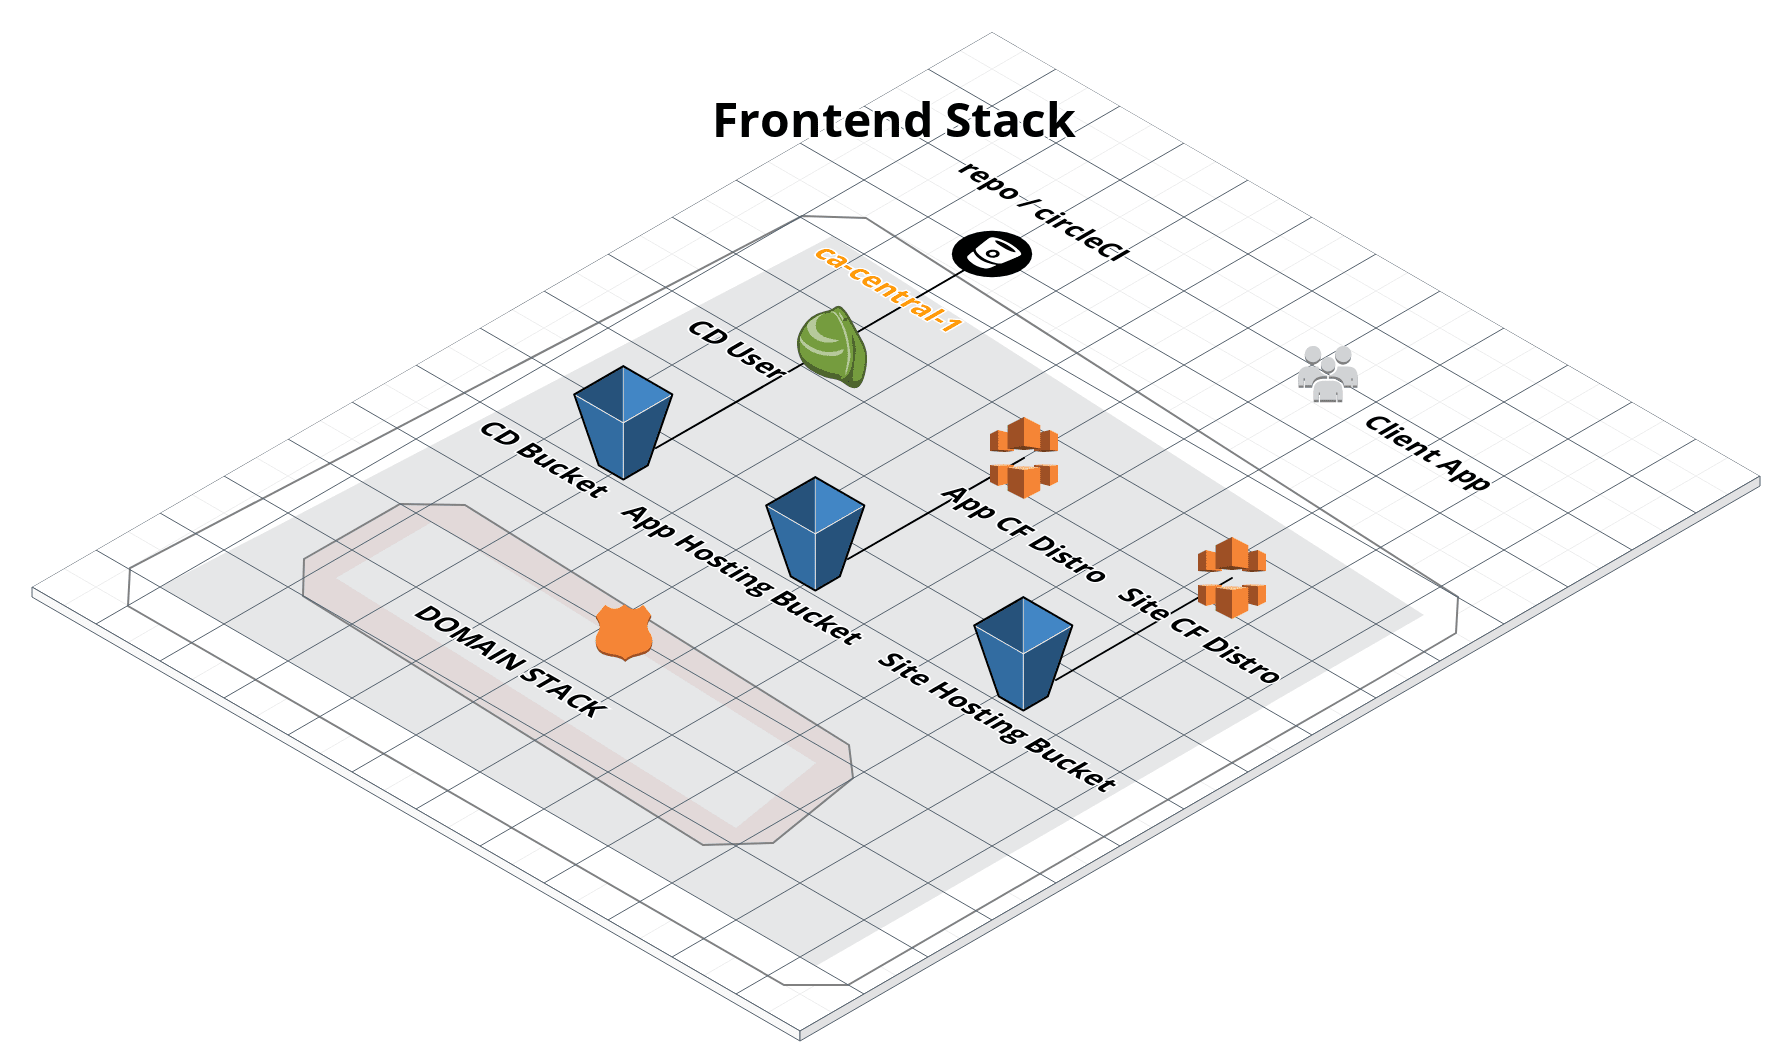 Frontend Stack
repo / circleCI
ca-central-1
CD User
Client App
CD Bucket
App Hosting Bucket
App CF Distro
Site CF Distro
DOMAIN STACK
Site Hosting Bucket